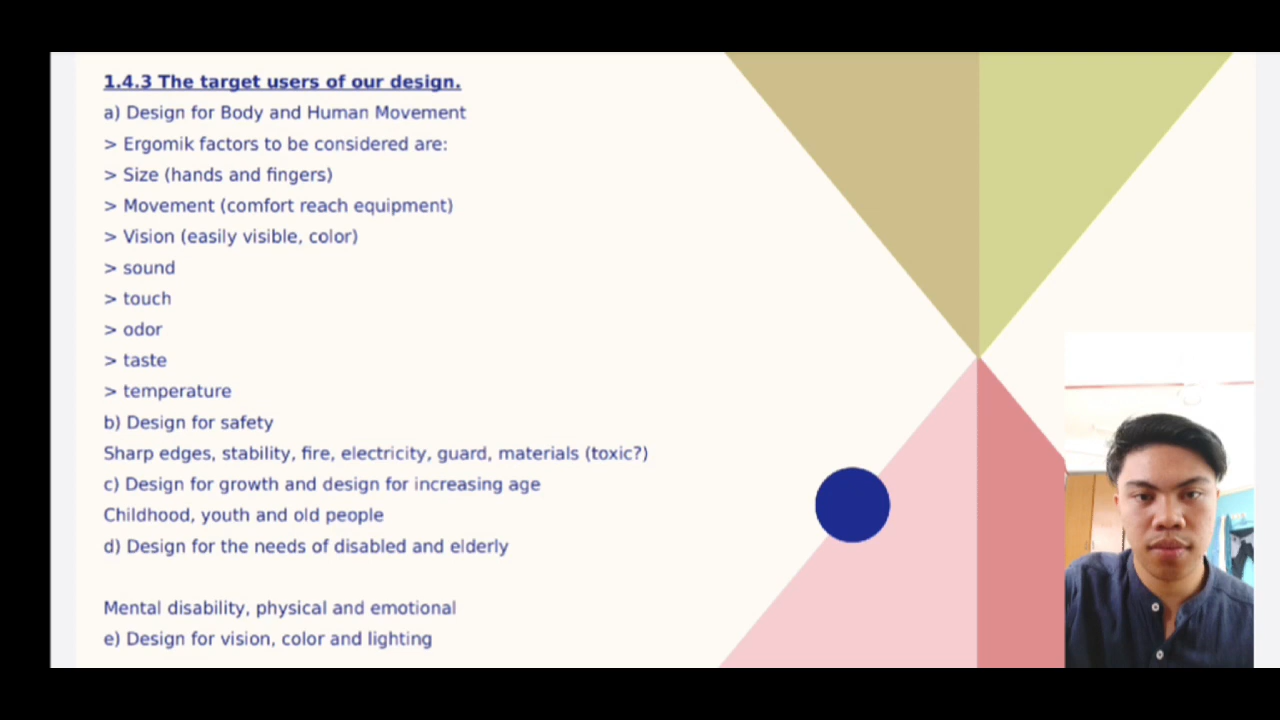 1.4.3 The target users of our design.
a) Design for Body and Human Movement
> Ergomik factors to be considered are:
> Size (hands and fingers)
> Movement (comfort reach equipment)
> Vision (easily visible, color)
> sound
> touch
> odor
> taste
> temperature
b) Design for safety
Sharp edges, stability, fire, electricity, guard, materials (toxic?)
c) Design for growth and design for increasing age
Childhood, youth and old people
d) Design for the needs of disabled and elderly
Mental disability, physical and emotional
e) Design for vision, color and lighting